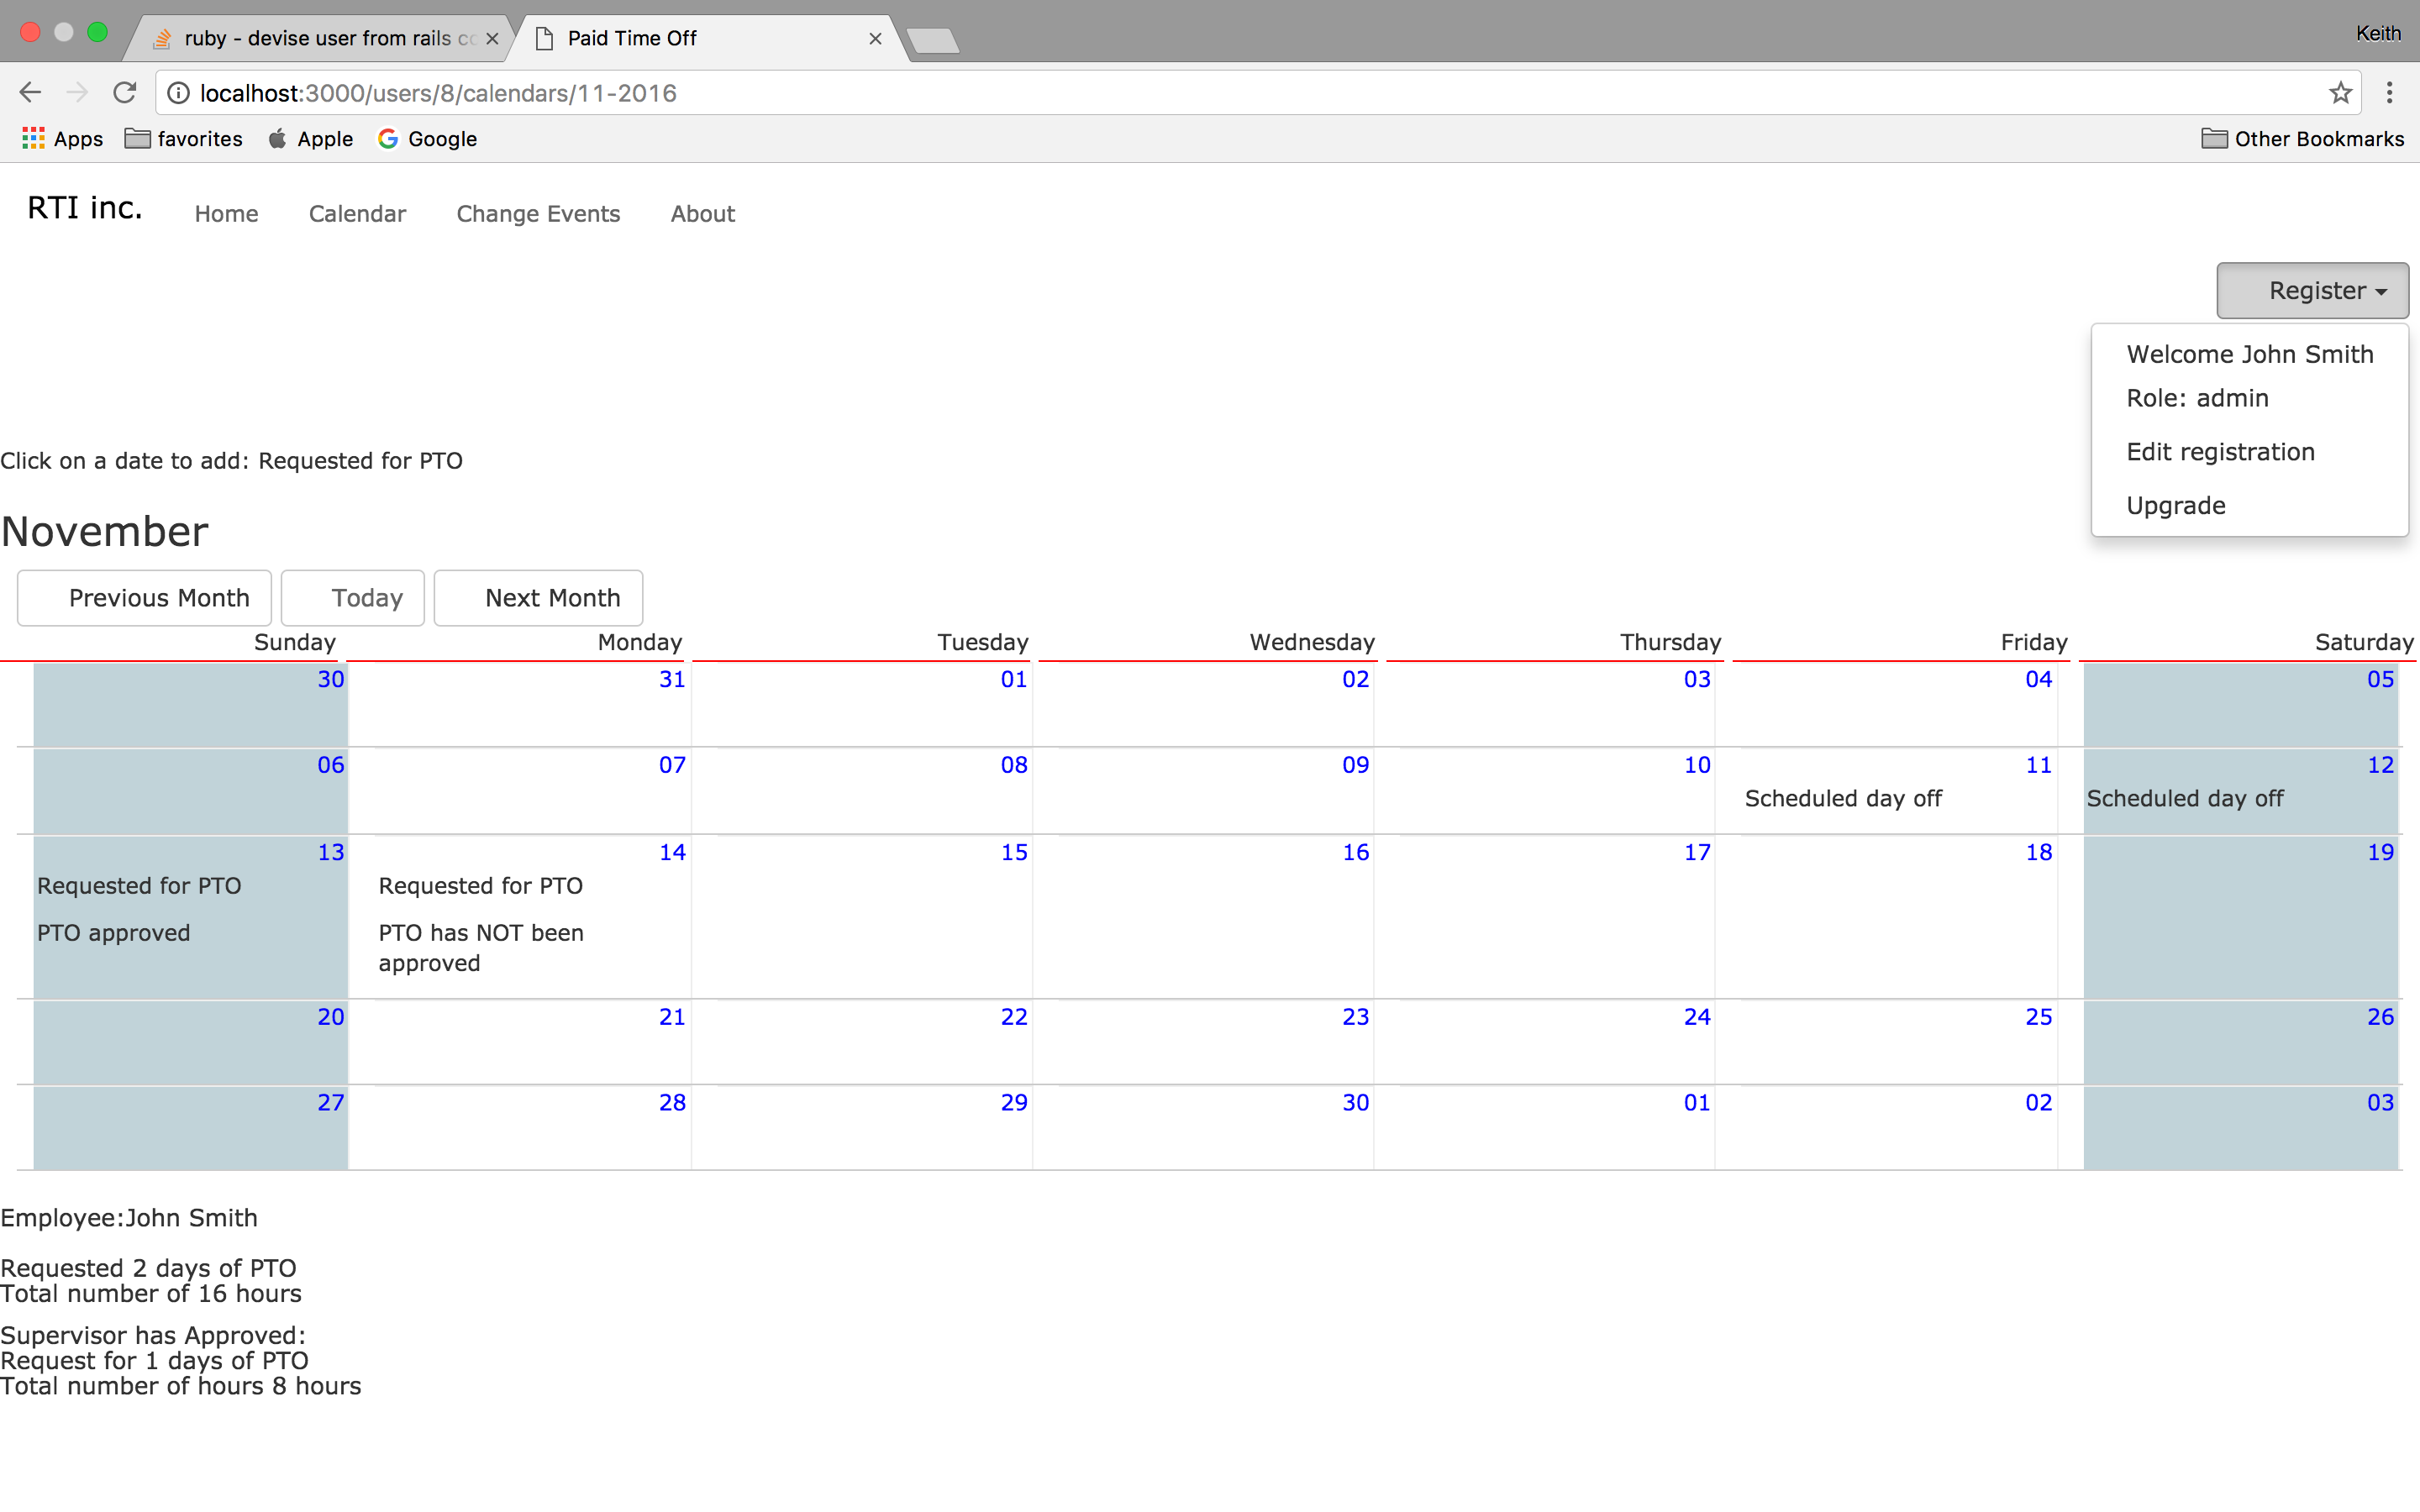 ruby - devise user from rails co
Paid Time Off
Keith
localhost:3000/users/8/calendars/11-2016
Apps favorites Apple Google Other Bookmarks
RTI inc. Home Calendar Change Events About
Register
Welcome John Smith
Role: admin
Edit registration
Upgrade
Click on a date to add: Requested for PTO
November
Previous Month Today Next Month
Sunday Monday Tuesday Wednesday Thursday Friday Saturday
30 31 01 02 03 04 05
06 07 08 09 10 11 12
Scheduled day off Scheduled day off
13 14 15 16 17 18 19
Requested for PTO Requested for PTO
PTO approved PTO has NOT been
approved
20 21 22 23 24 25 26
27 28 29 30 01 02 03
Employee:John Smith
Requested 2 days of PTO
Total number of 16 hours
Supervisor has Approved:
Request for 1 days of PTO
Total number of hours 8 hours